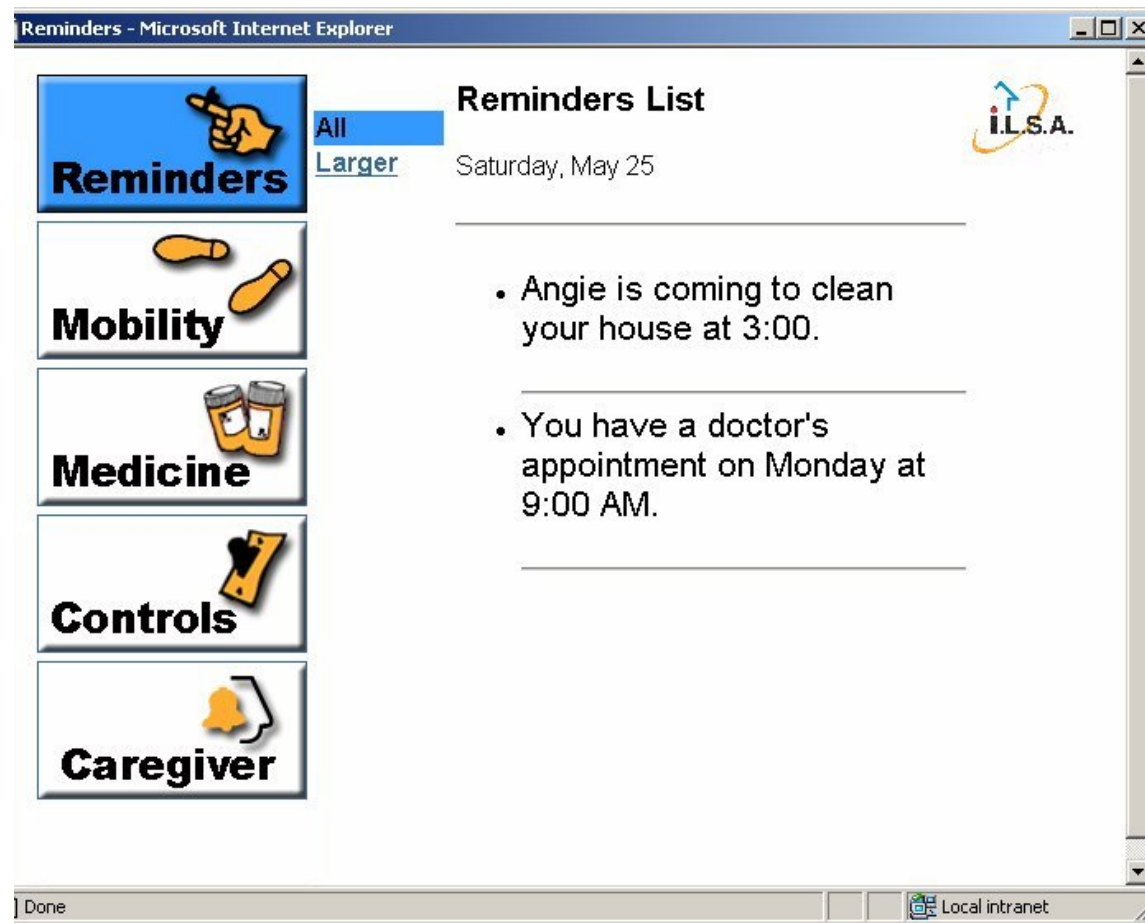 Reminders - Microsoft Internet Explorer
Reminders
Mobility
Medicine
Controls
Caregiver
All
Larger
Reminders List
Saturday, May 25
i.L.S.A.
• Angie is coming to clean
your house at 3:00.
• You have a doctor's
appointment on Monday at
9:00 AM.
Done
Local intranet